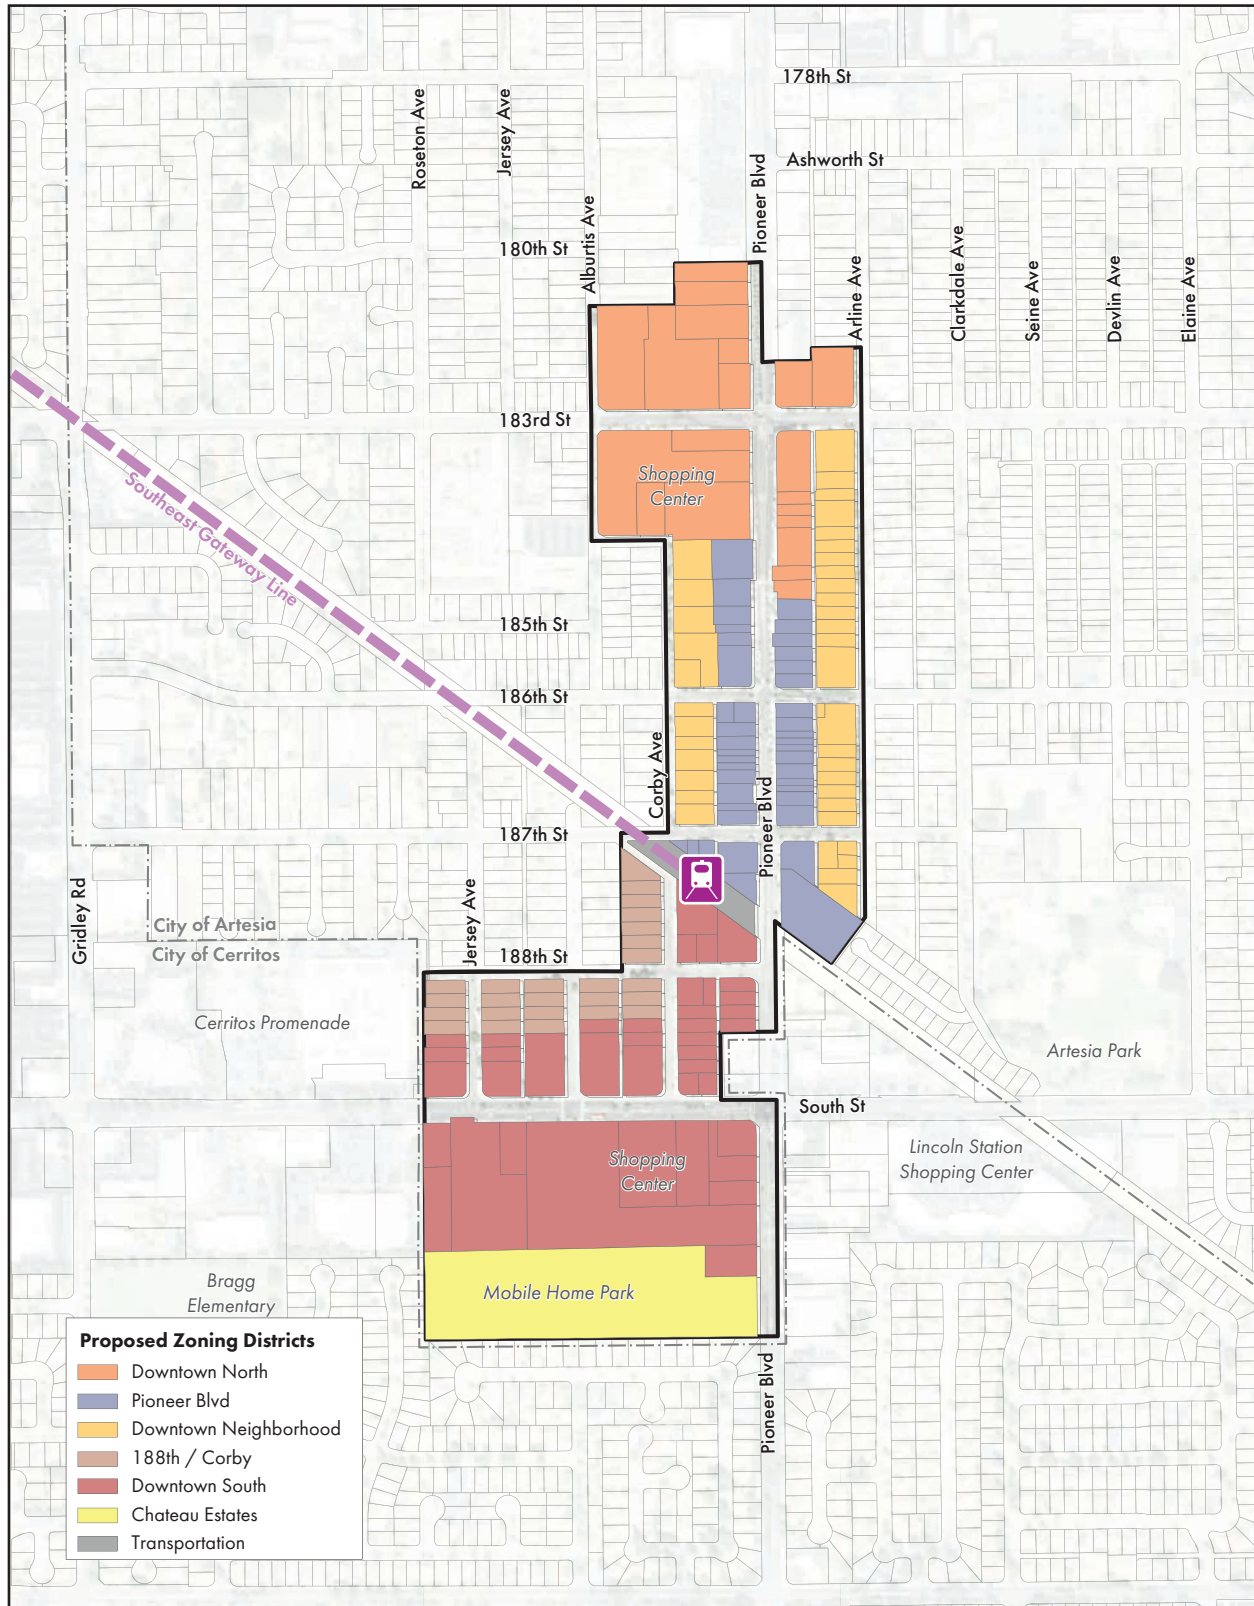 178th St
Ashworth St
Roseton Ave
Jersey Ave
Pioneer Blvd
Alburtis Ave
180th St
Arline Ave
Clarkdale Ave
Seine Ave
Devlin Ave
Elaine Ave
183rd St
Shopping
Center
Southeast Gateway Line
185th St
186th St
Corby Ave
Pioneer Blvd
187th St
Gridley Rd
Jersey Ave
City of Artesia
City of Cerritos
188th St
Cerritos Promenade
Artesia Park
South St
Lincoln Station
Shopping Center
Shopping
Center
Bragg
Elementary
Mobile Home Park
Pioneer Blvd
Proposed Zoning Districts
Downtown North
Pioneer Blvd
Downtown Neighborhood
188th / Corby
Downtown South
Chateau Estates
Transportation